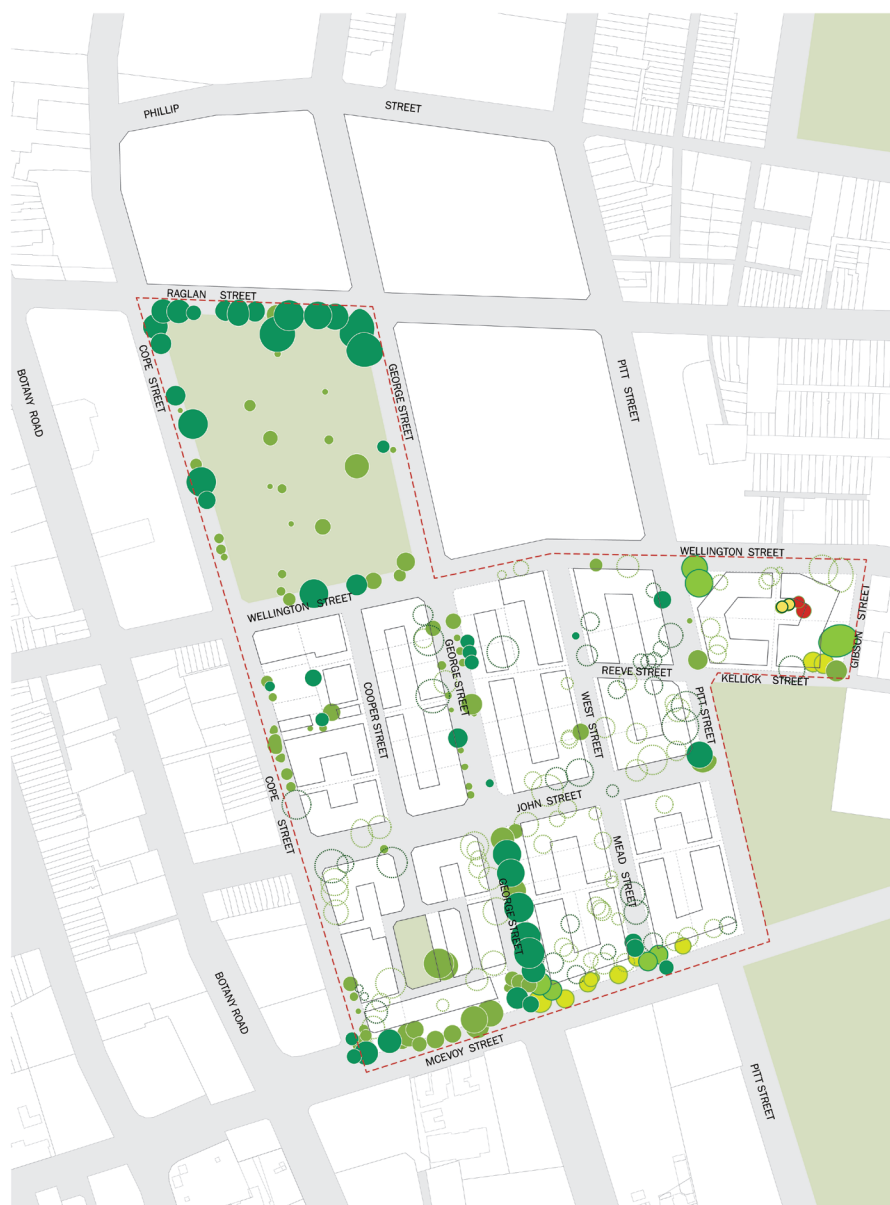 PHILLIP STREET
RAGLAN STREET
COPE STREET
GEORGE STREET
PITT STREET
BOTANY ROAD
WELLINGTON STREET
GIBSON STREET
WELLINGTON STREET
GEORGE STREET
COOPER STREET
REEVE STREET
KELLICK STREET
WEST STREET
PITT STREET
COPE STREET
JOHN STREET
MEAD STREET
GEORGE STREET
BOTANY ROAD
MCEVOY STREET
PITT STREET